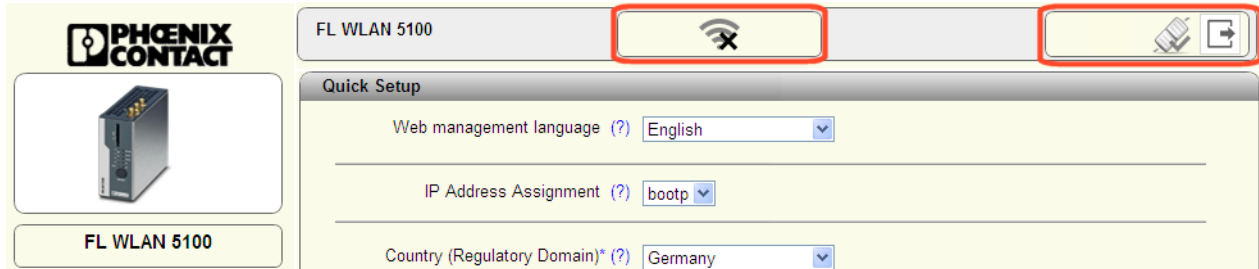 PHŒNIX
CONTACT
FL WLAN 5100
Quick Setup
Web management language (?) English
IP Address Assignment (?) bootp
FL WLAN 5100
Country (Regulatory Domain)* (?) Germany